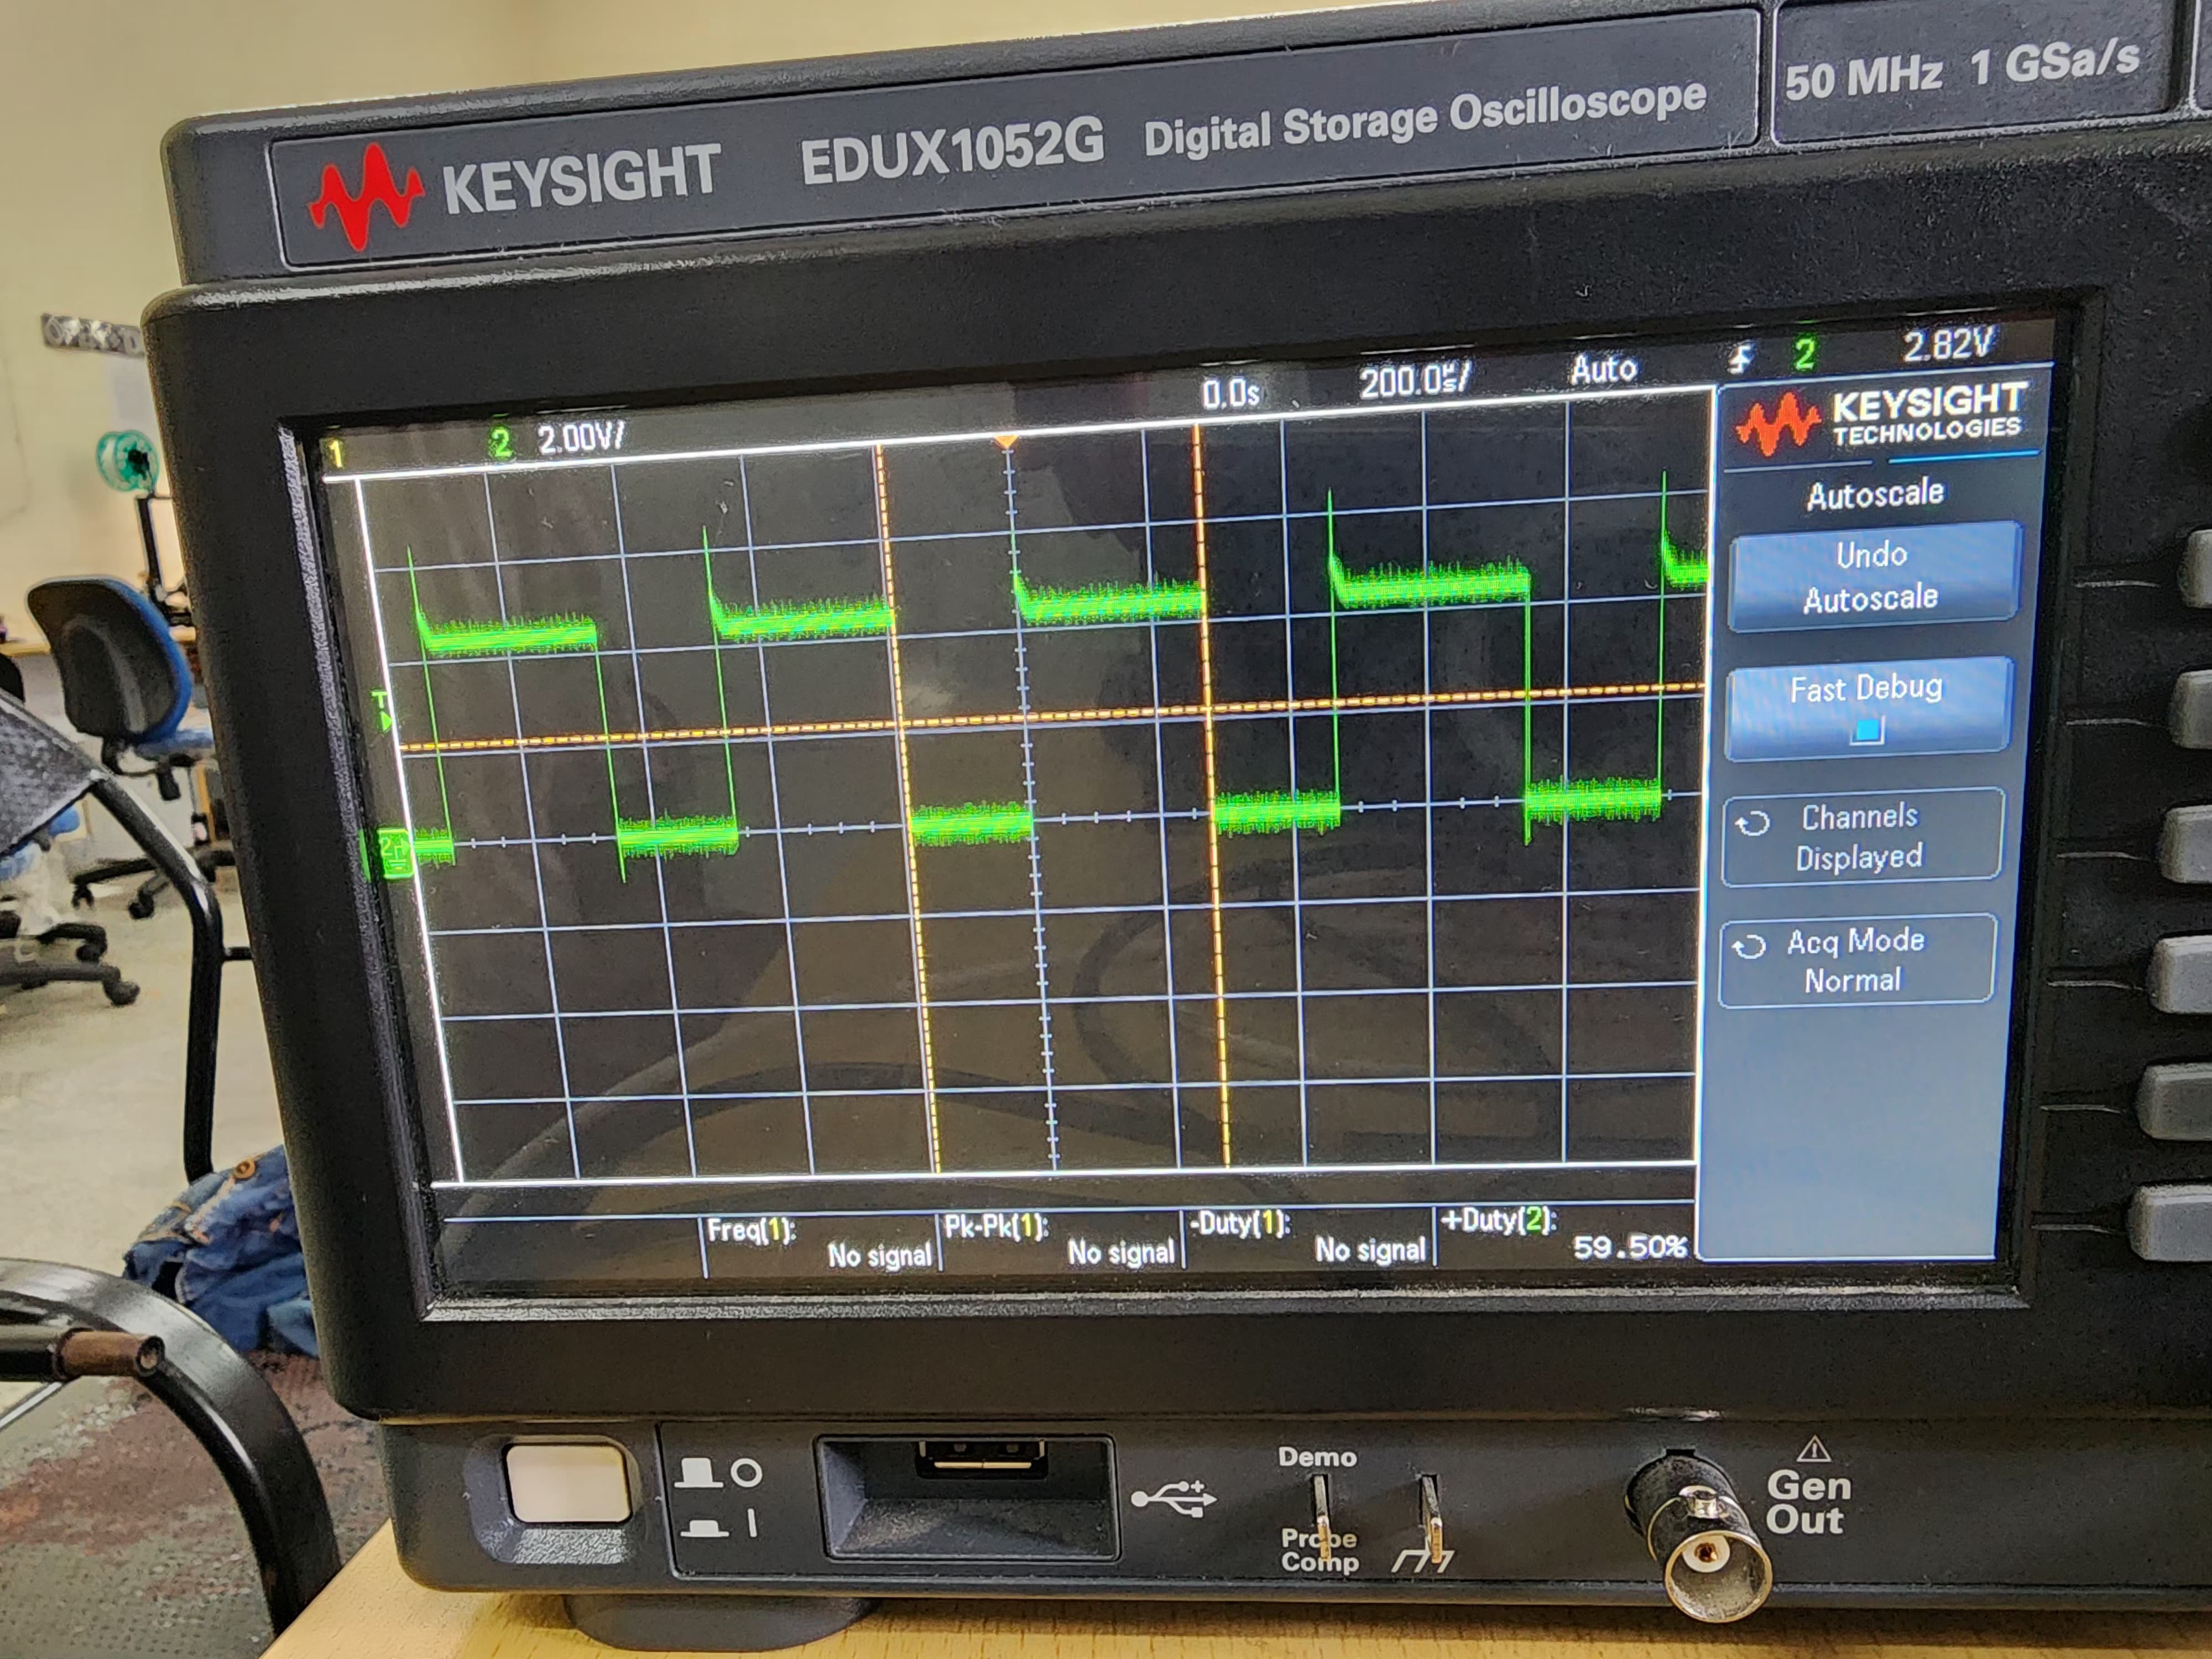 KEYSIGHT EDUX1052G Digital Storage Oscilloscope 50 MHz 1 GSa/s
1 2 2.00V/ 0.0s 200.0µs/ Auto 2 2.82V
KEYSIGHT
TECHNOLOGIES
Autoscale
Undo
Autoscale
Fast Debug
T
2
Channels
Displayed
Acq Mode
Normal
Freq(1): Pk-Pk(1): -Duty(1): +Duty(2):
No signal No signal No signal 59.50%
Demo
Probe
Comp
Gen
Out